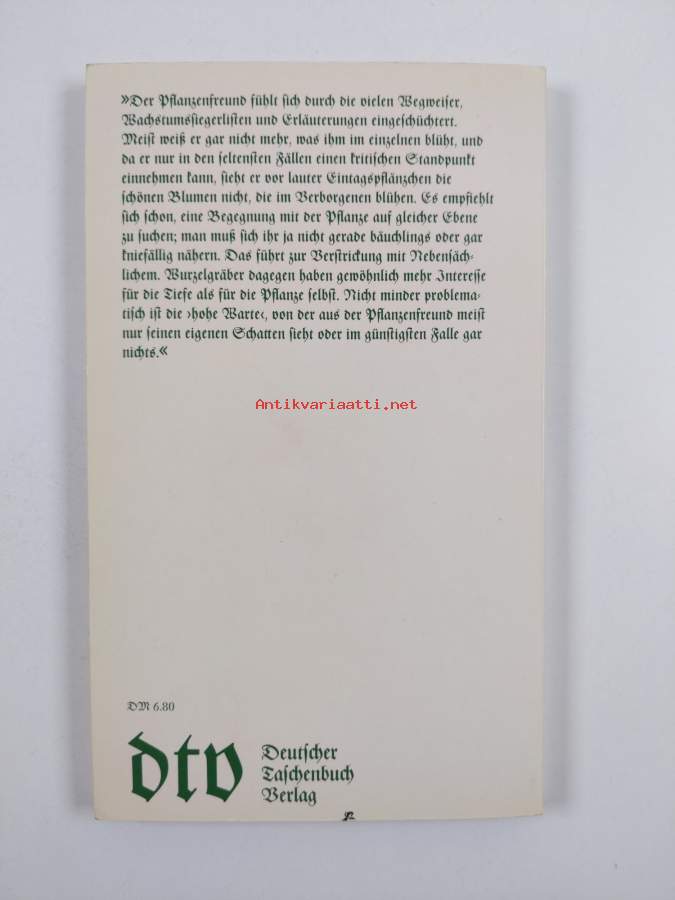 »Der Pflanzenfreund fühlt sich durch die vielen Wegweiser,
Wachstumssiegerlisten und Erläuterungen eingeschüchtert.
Meist weiß er gar nicht mehr, was ihm im einzelnen blüht, und
da er nur in den seltensten Fällen einen kritischen Standpunkt
einnehmen kann, sieht er vor lauter Eintagspflänzchen die
schönen Blumen nicht, die im Verborgenen blühen. Es empfiehlt
sich schon, eine Begegnung mit der Pflanze auf gleicher Ebene
zu suchen; man muß sich ihr ja nicht gerade bäuchlings oder gar
kniefällig nähern. Das führt zur Verstrickung mit Nebensäch-
lichem. Wurzelgräber dagegen haben gewöhnlich mehr Interesse
für die Tiefe als für die Pflanze selbst. Nicht minder problema-
tisch ist die ›hohe Warte‹, von der aus der Pflanzenfreund meist
nur seinen eigenen Schatten sieht oder im günstigsten Falle gar
nichts.«
Antikvariaatti.net
DM 6.80
dtv
Deutscher
Taschenbuch
Verlag